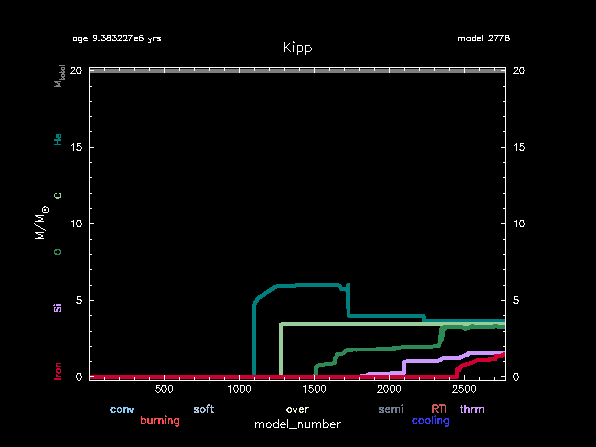 age 9.383227e6 yrs
model 2778
Kipp
20
15
10
5
0
20
15
10
5
0
M_total
He
C
O
Si
Iron
M/M☉
500
1000
1500
2000
2500
conv
soft
over
semi
RTI
thrm
burning
cooling
model_number